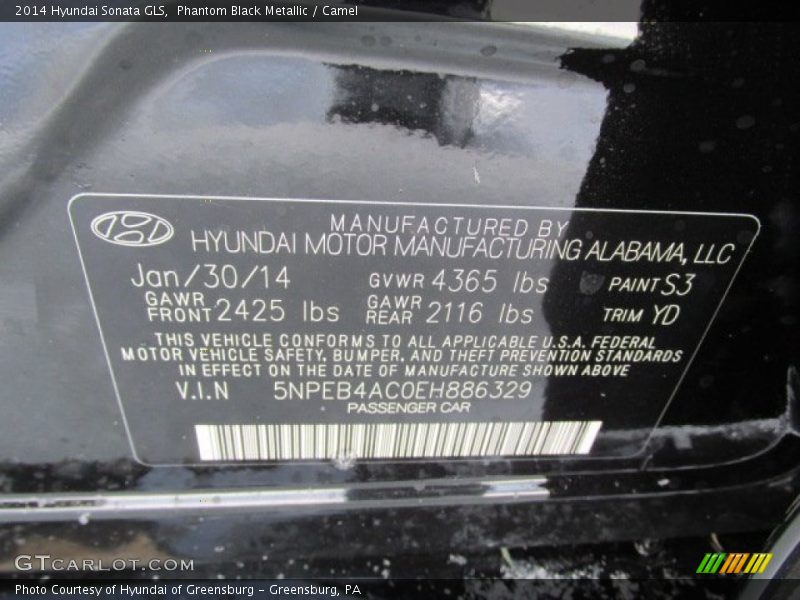 2014 Hyundai Sonata GLS, Phantom Black Metallic / Camel
MANUFACTURED BY
HYUNDAI MOTOR MANUFACTURING ALABAMA, LLC
Jan/30/14 GVWR 4365 lbs PAINT S3
GAWR FRONT 2425 lbs GAWR REAR 2116 lbs TRIM YD
THIS VEHICLE CONFORMS TO ALL APPLICABLE U.S.A. FEDERAL
MOTOR VEHICLE SAFETY, BUMPER, AND THEFT PREVENTION STANDARDS
IN EFFECT ON THE DATE OF MANUFACTURE SHOWN ABOVE
V.I.N 5NPEB4AC0EH886329
PASSENGER CAR
GTCARLOT.COM
Photo Courtesy of Hyundai of Greensburg - Greensburg, PA